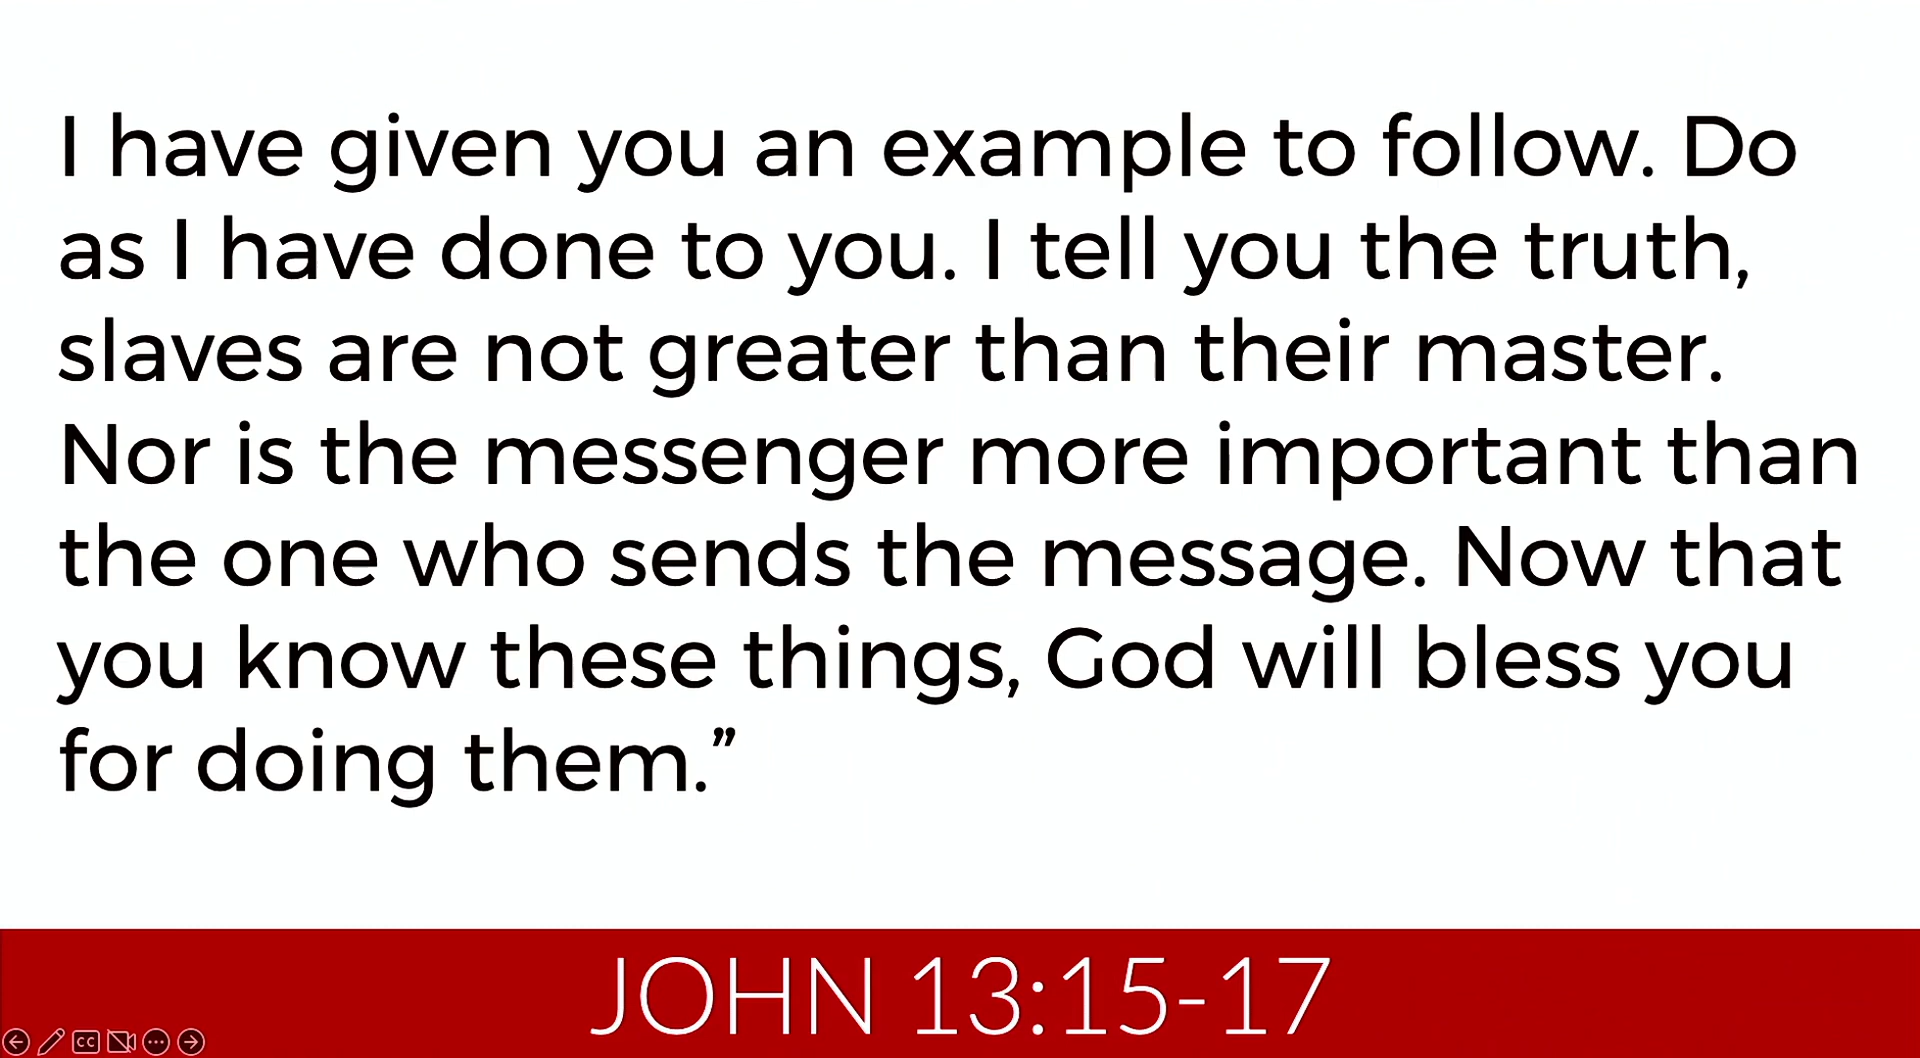 I have given you an example to follow. Do
as I have done to you. I tell you the truth,
slaves are not greater than their master.
Nor is the messenger more important than
the one who sends the message. Now that
you know these things, God will bless you
for doing them.”
JOHN 13:15-17
CC